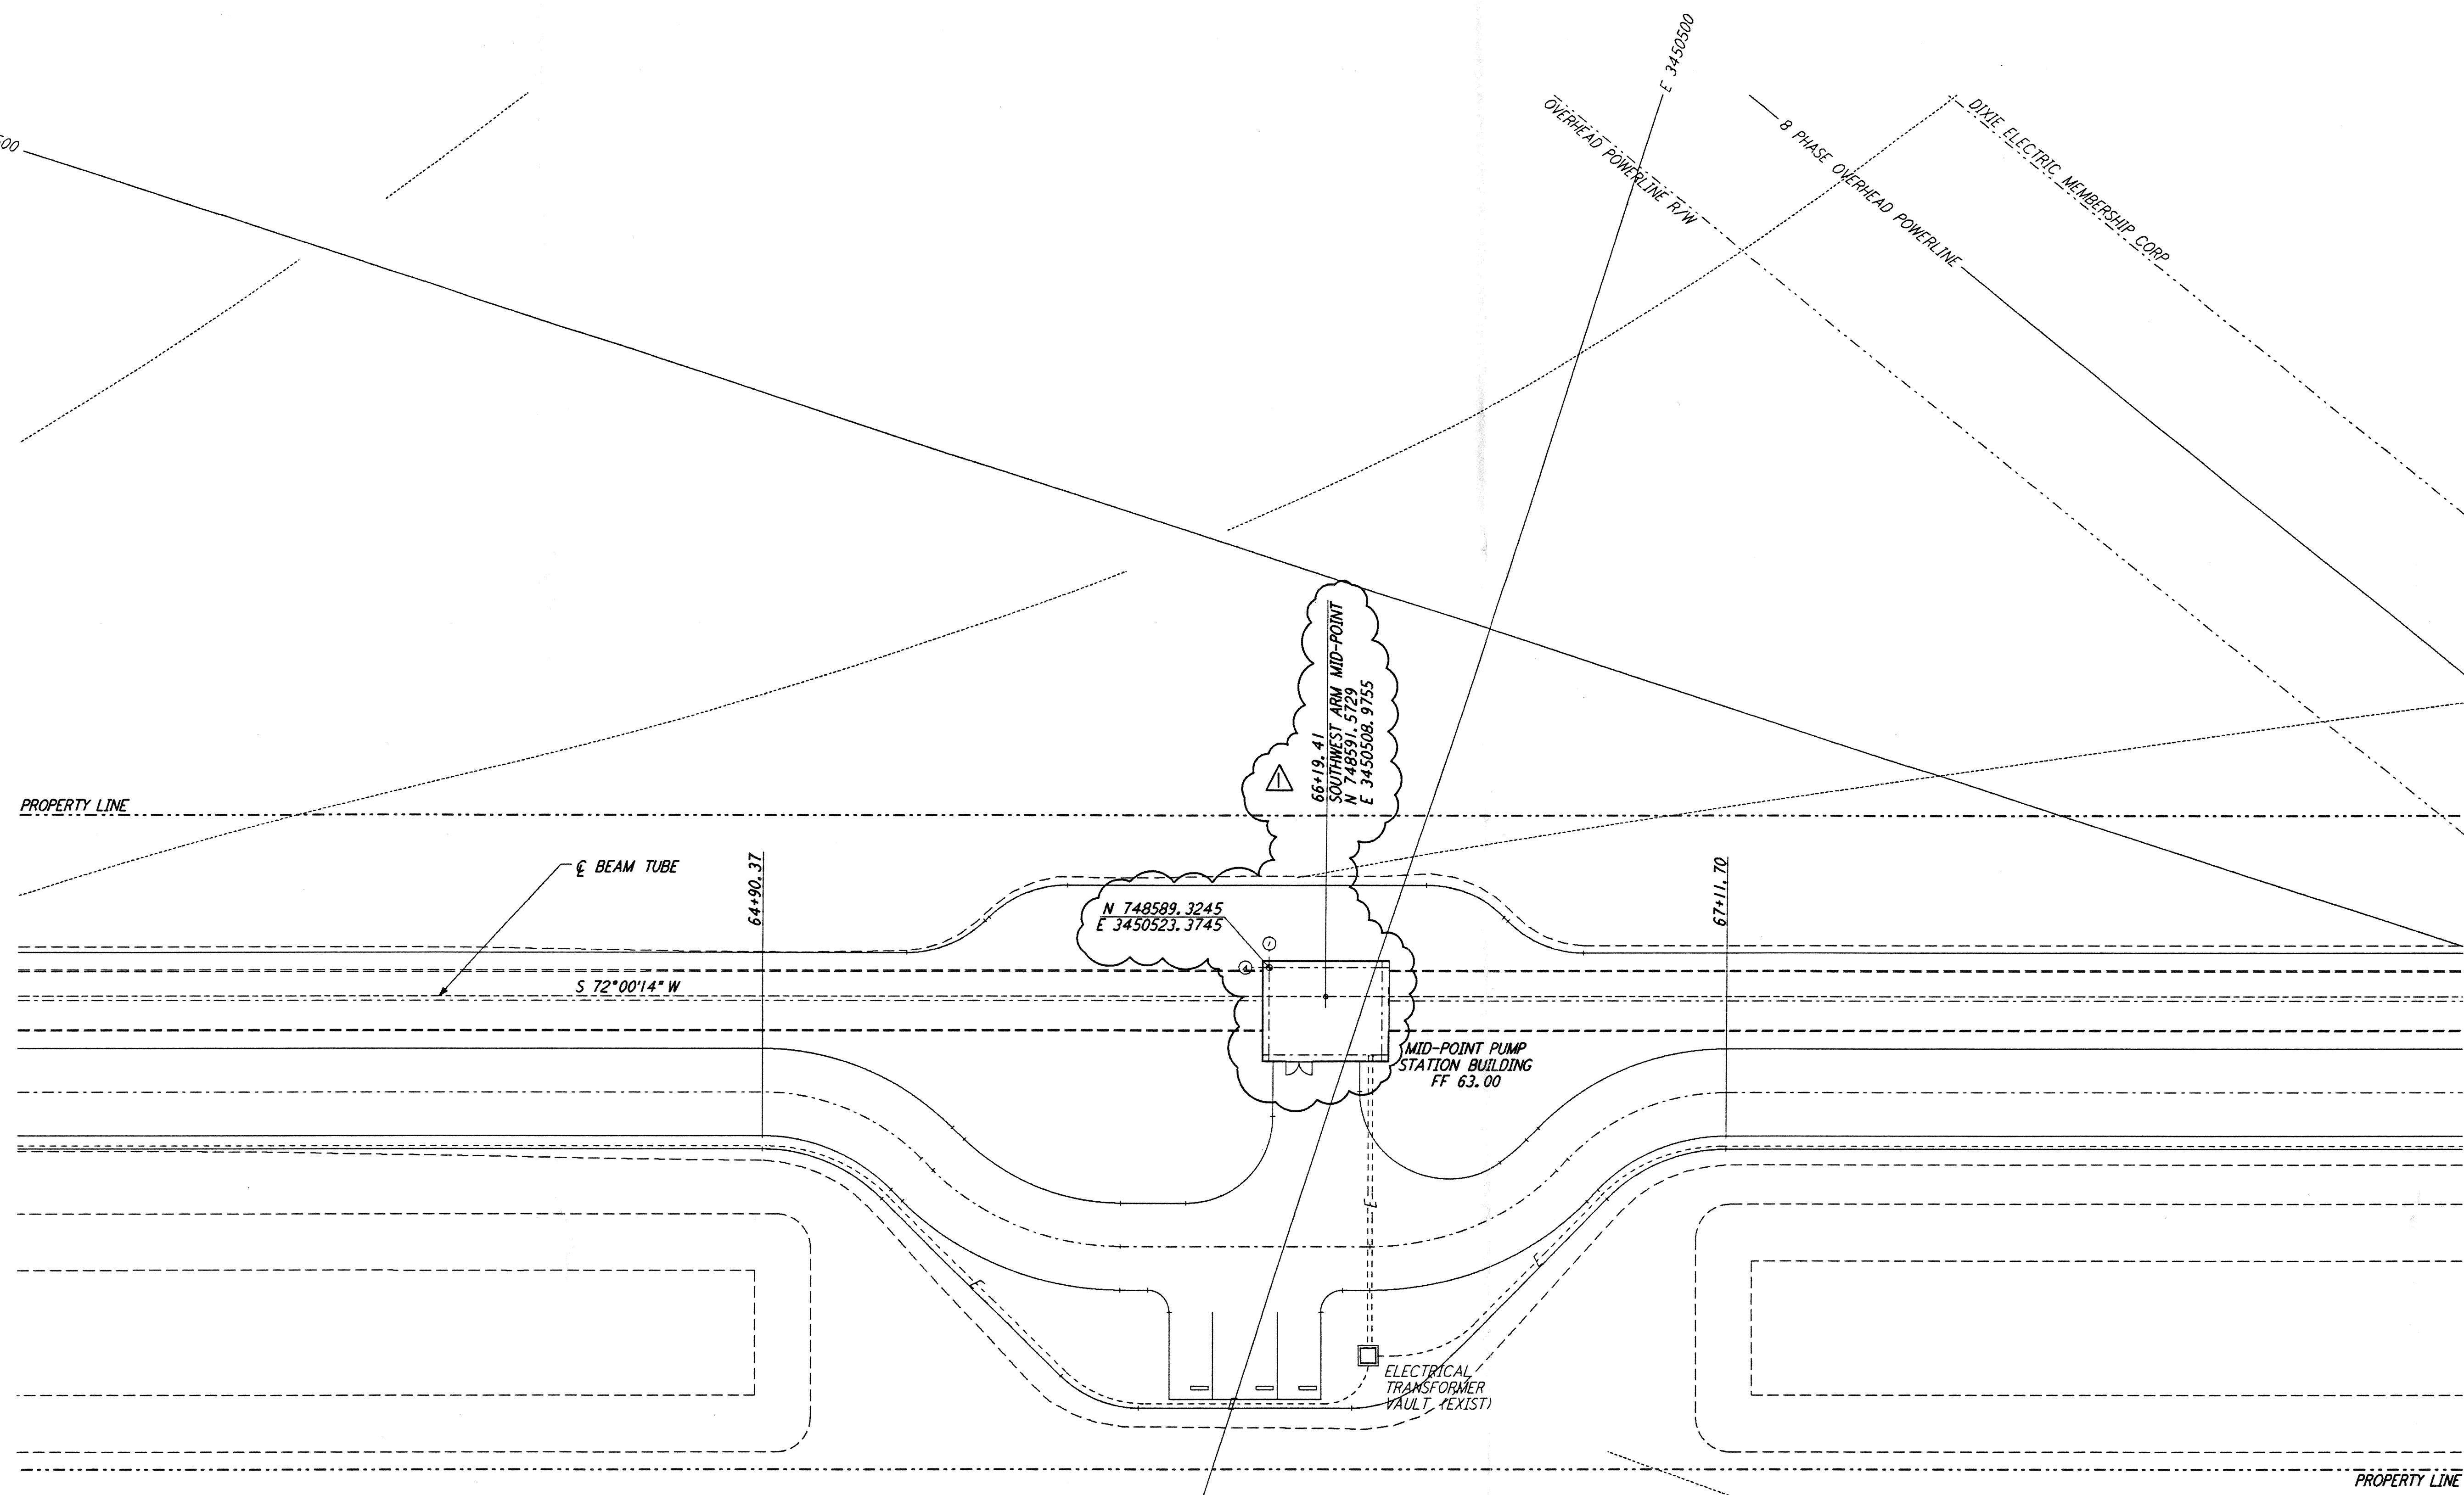 E 3450500
OVERHEAD POWERLINE R/W
8 PHASE OVERHEAD POWERLINE
DIXIE ELECTRIC MEMBERSHIP CORP
66+19.41
SOUTHWEST ARM MID-POINT
N 748591.5729
E 3450508.9755
1
PROPERTY LINE
℄ BEAM TUBE
64+90.37
67+11.70
N 748589.3245
E 3450523.3745
1
S 72°00'14" W
MID-POINT PUMP
STATION BUILDING
FF 63.00
E
E
E
E
ELECTRICAL
TRANSFORMER
VAULT (EXIST)
PROPERTY LINE